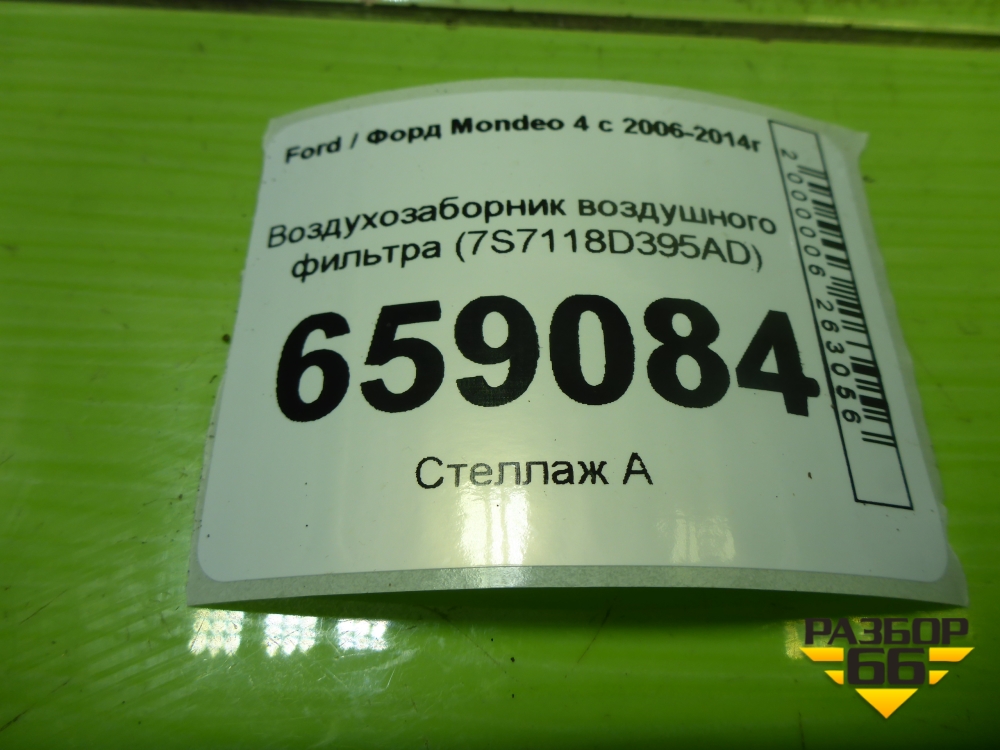 Ford / Форд Mondeo 4 с 2006-2014г
Воздухозаборник воздушного
фильтра (7S7118D395AD)
659084
Стеллаж А
2000006263056
РАЗБОР
66